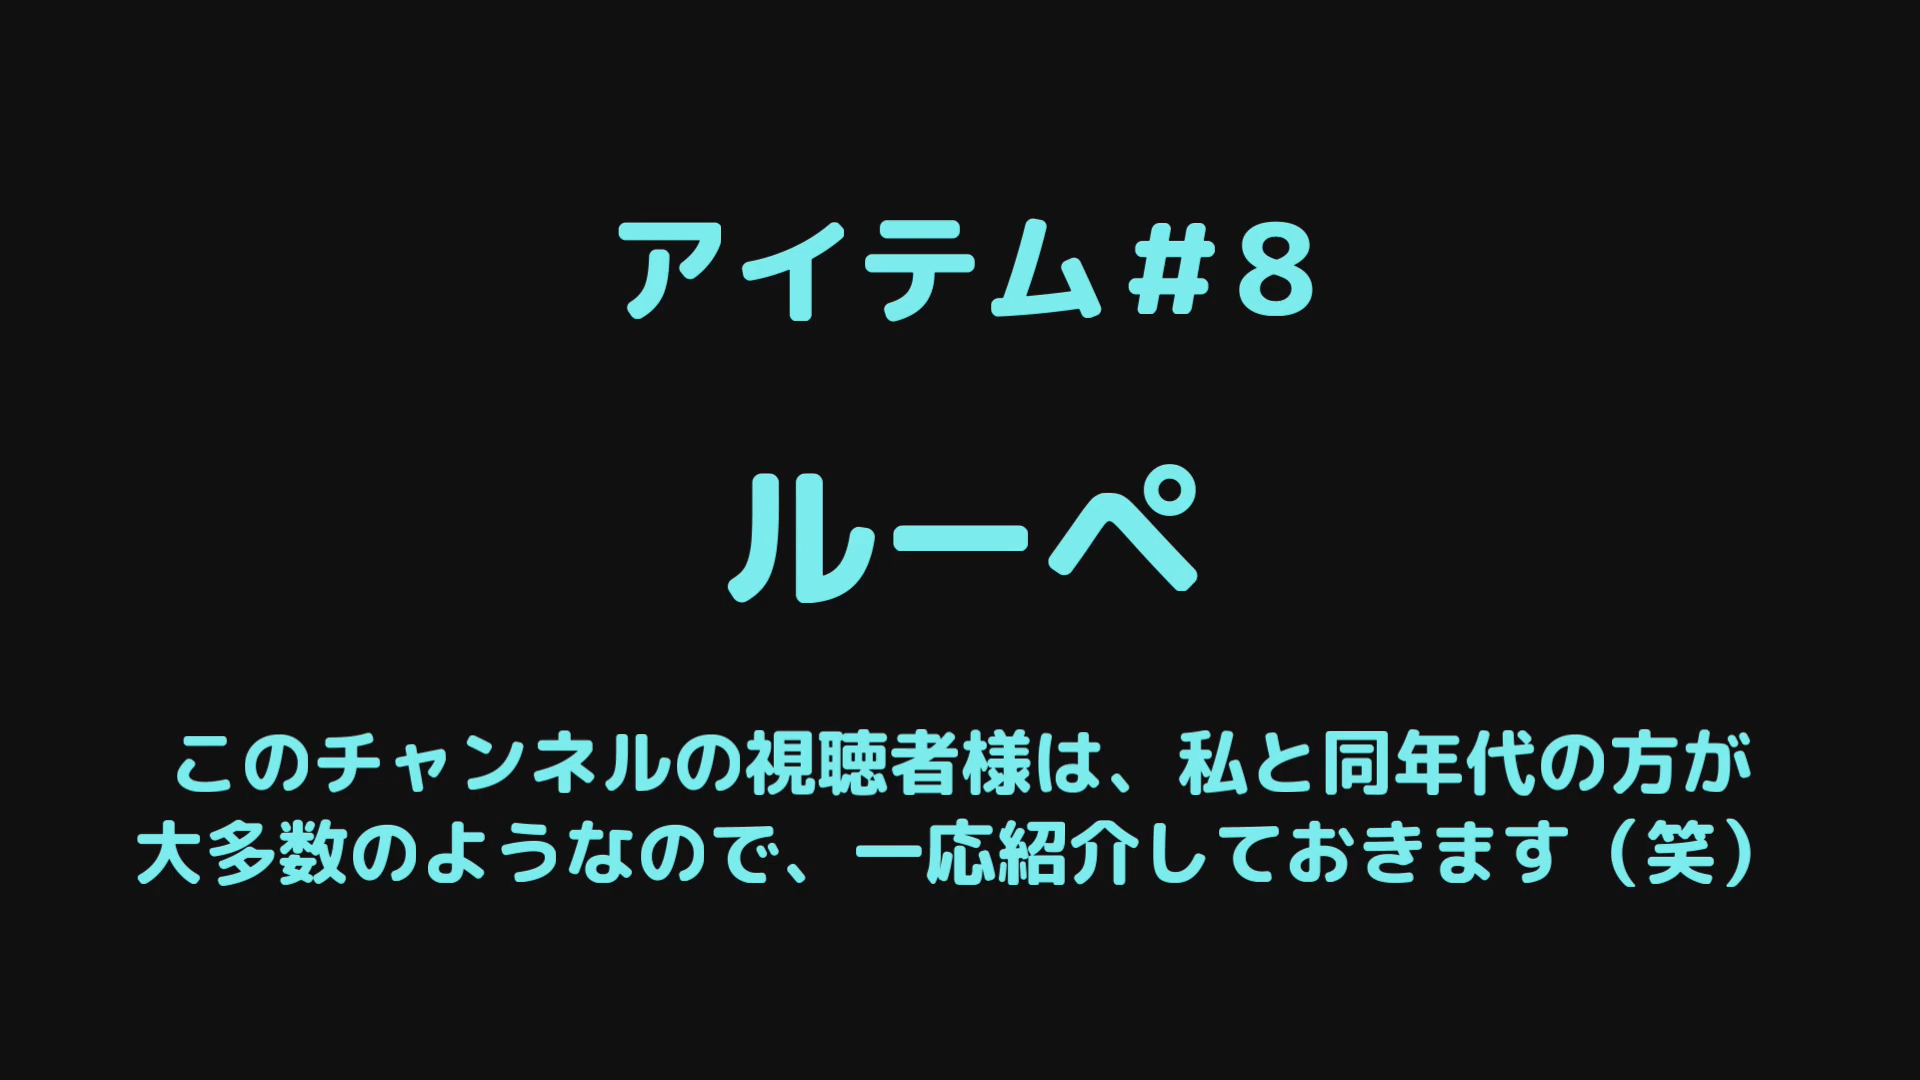 アイテム#8
ルーペ
このチャンネルの視聴者様は、私と同年代の方が
大多数のようなので、一応紹介しておきます（笑）